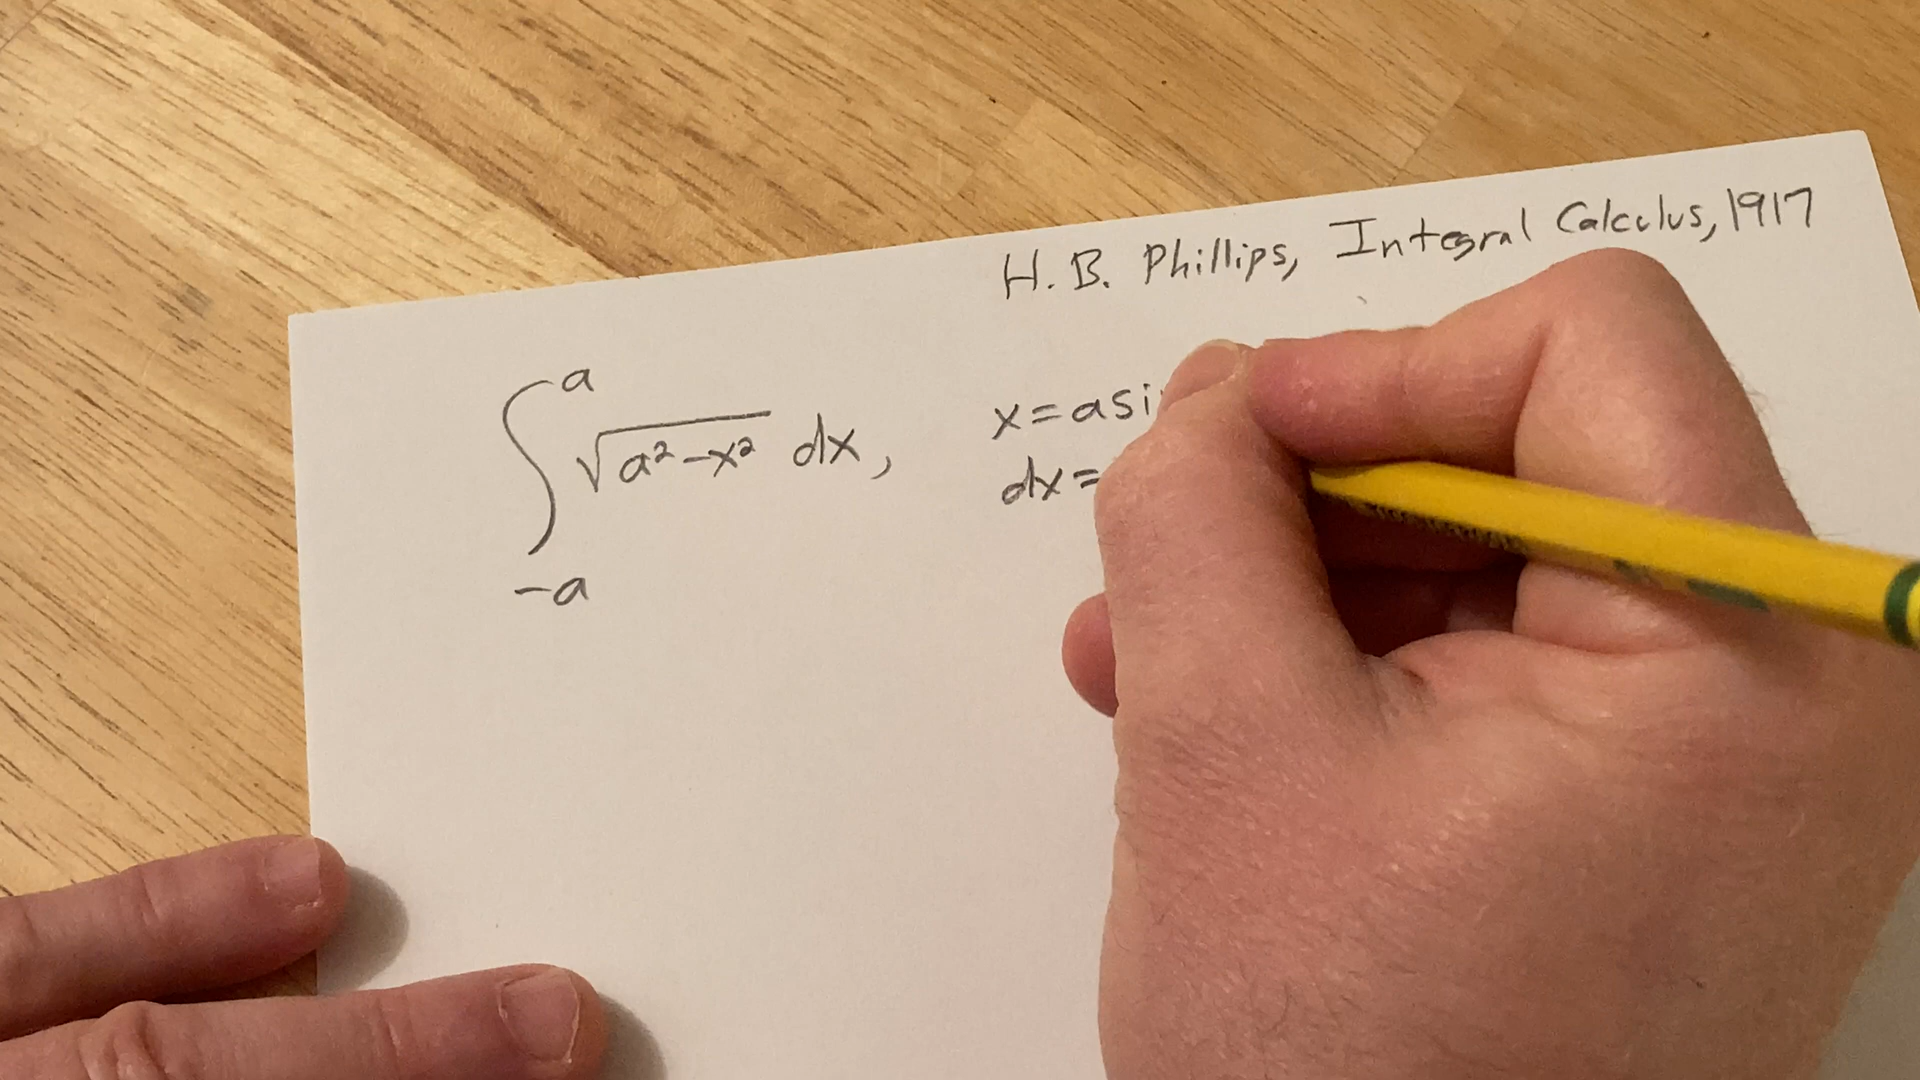 H. B. Phillips, Integral Calculus, 1917
∫_{-a}^{a} √(a²-x²) dx,
x=asi
dx=